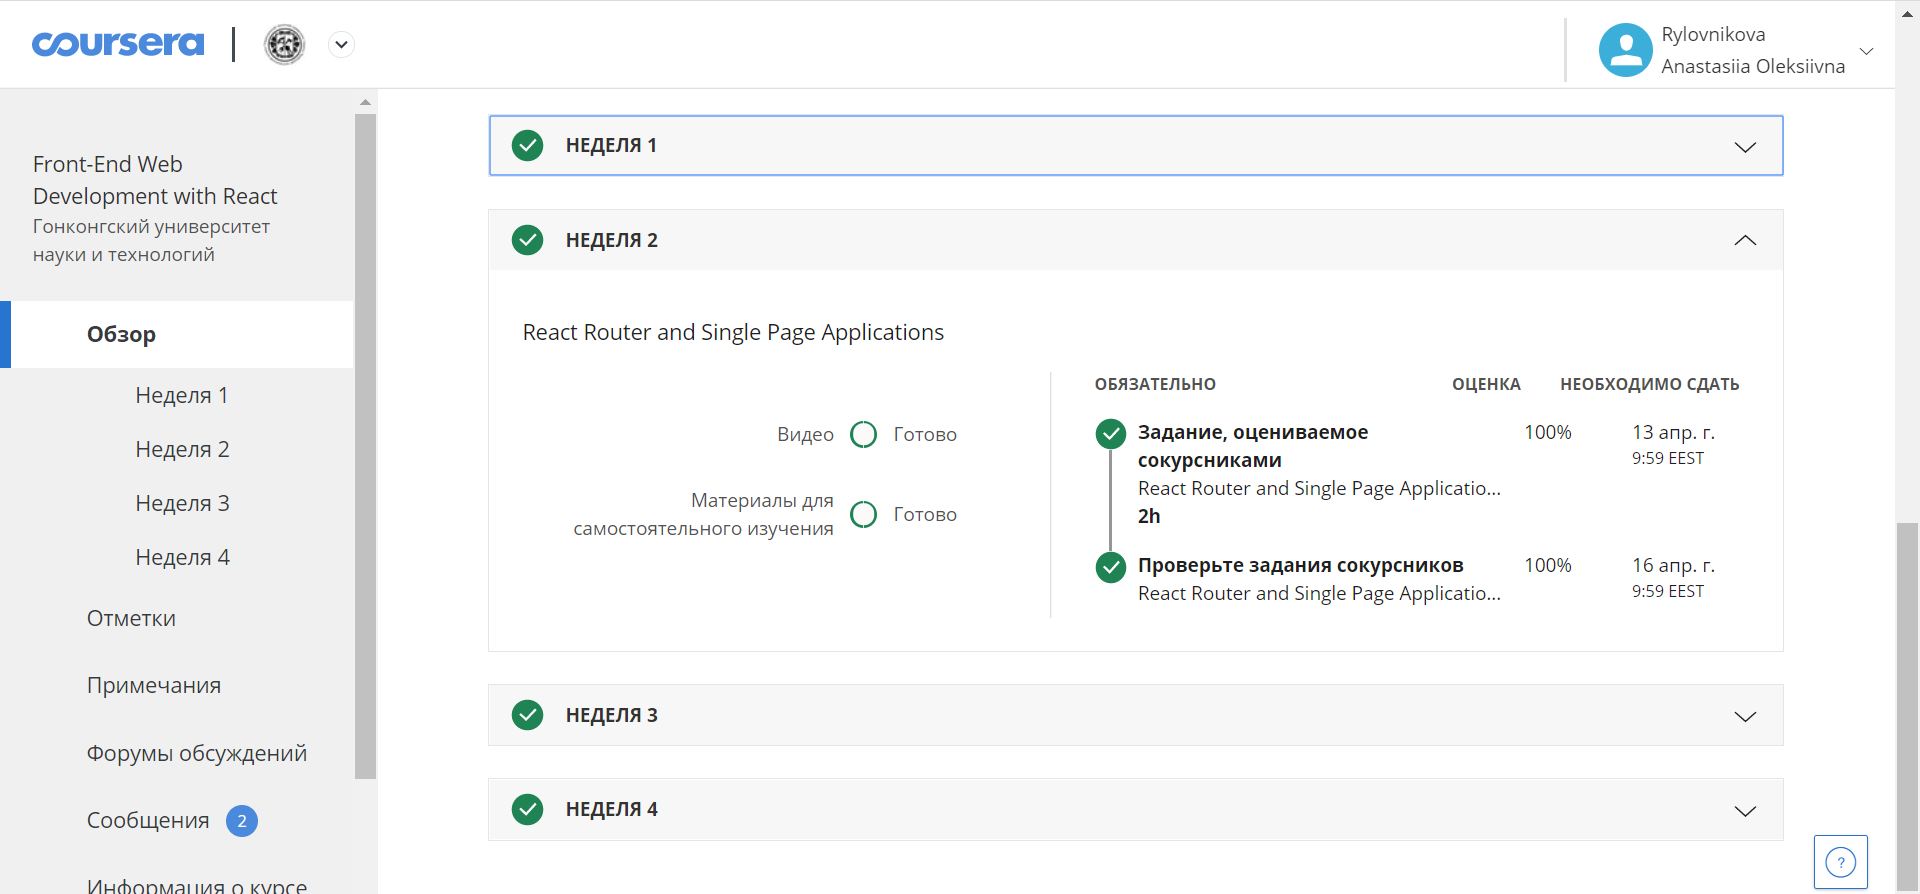 coursera
Rylovnikova
Anastasiia Oleksiivna
Front-End Web
Development with React
Гонконгский университет
науки и технологий
Обзор
Неделя 1
Неделя 2
Неделя 3
Неделя 4
Отметки
Примечания
Форумы обсуждений
Сообщения 2
Информация о курсе
НЕДЕЛЯ 1
НЕДЕЛЯ 2
React Router and Single Page Applications
Видео Готово
Материалы для
самостоятельного изучения Готово
ОБЯЗАТЕЛЬНО ОЦЕНКА НЕОБХОДИМО СДАТЬ
Задание, оцениваемое 100% 13 апр. г.
сокурсниками 9:59 EEST
React Router and Single Page Applicatio...
2h
Проверьте задания сокурсников 100% 16 апр. г.
React Router and Single Page Applicatio... 9:59 EEST
НЕДЕЛЯ 3
НЕДЕЛЯ 4
?